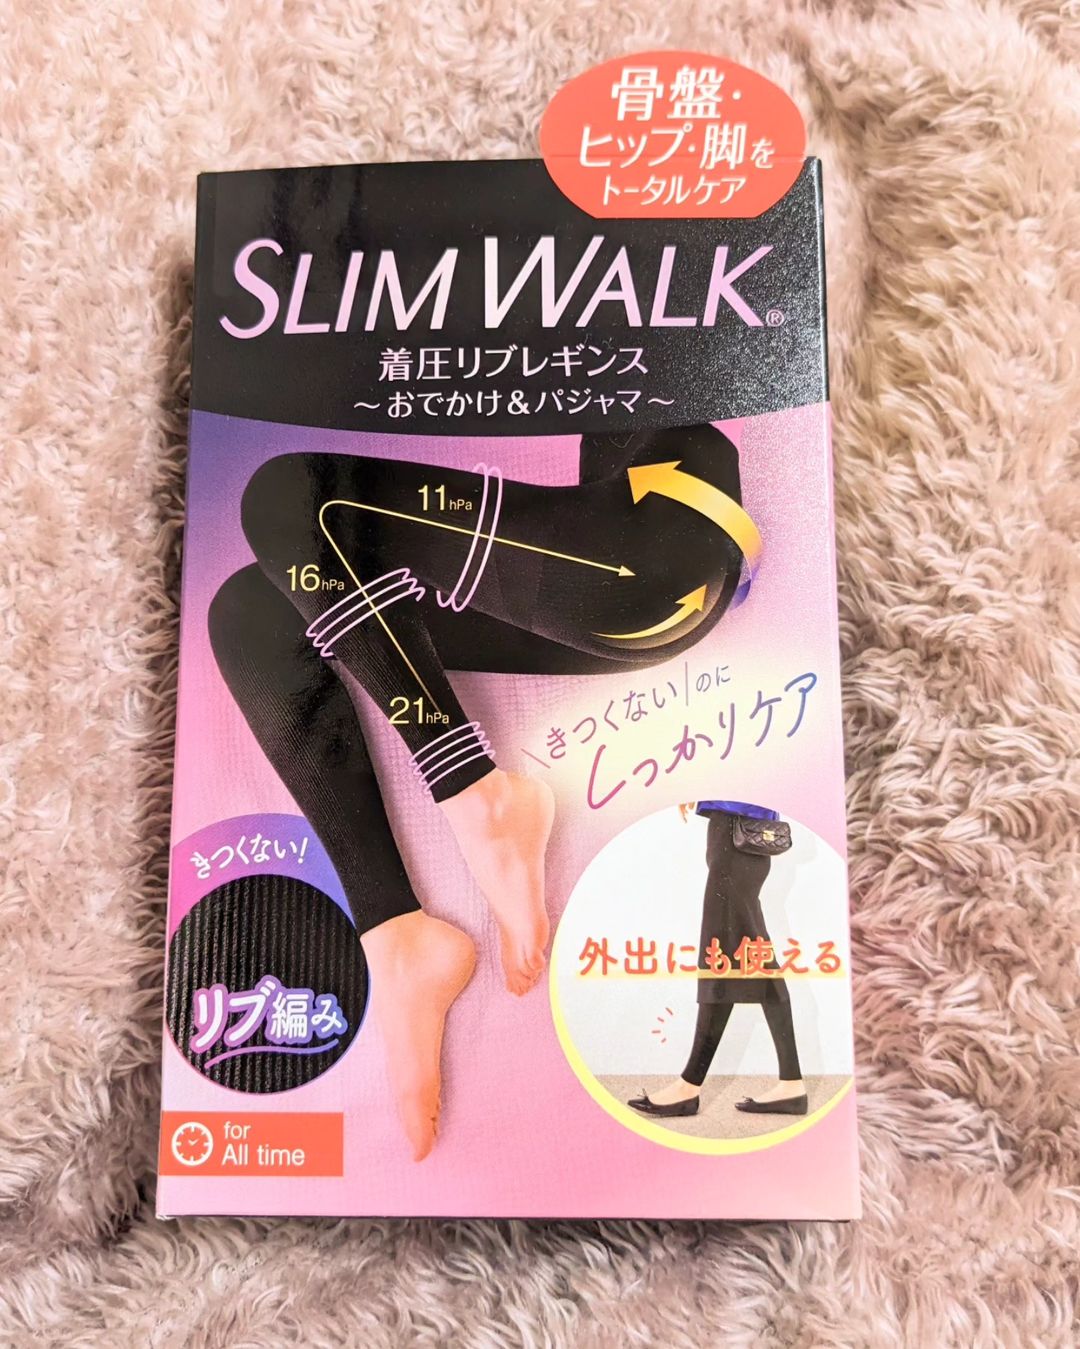 骨盤・
ヒップ・脚を
トータルケア
SLIM WALK®
着圧リブレギンス
～おでかけ＆パジャマ～
11hPa
16hPa
21hPa
\きつくない/のに
しっかりケア
きつくない!
リブ編み
外出にも使える
for
All time